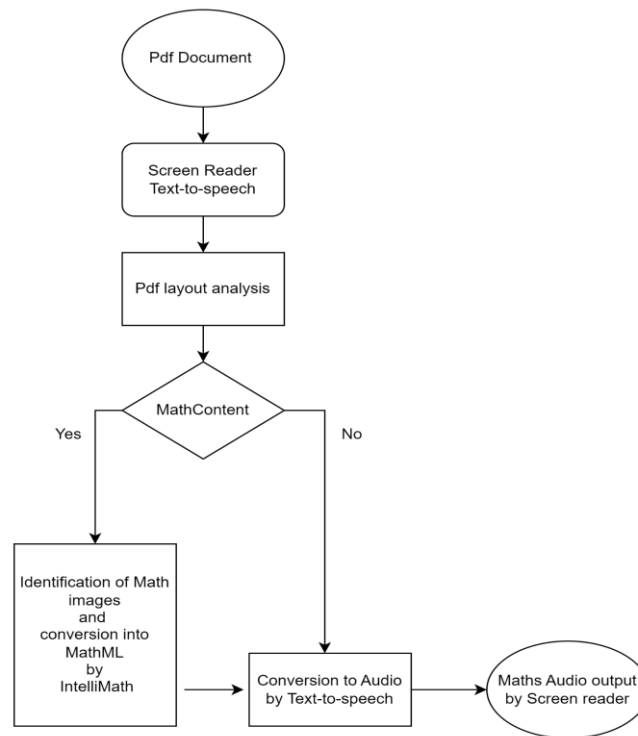 Pdf Document
Screen Reader
Text-to-speech
Pdf layout analysis
MathContent
Yes
No
Identification of Math
images
and
conversion into
MathML
by
IntelliMath
Conversion to Audio
by Text-to-speech
Maths Audio output
by Screen reader